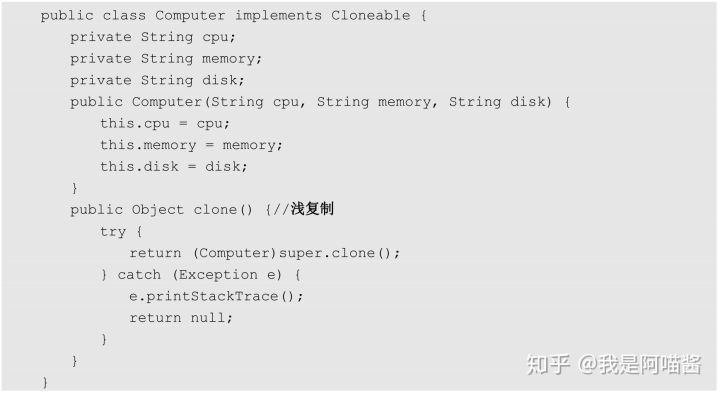 public class Computer implements Cloneable {
    private String cpu;
    private String memory;
    private String disk;
    public Computer(String cpu, String memory, String disk) {
        this.cpu = cpu;
        this.memory = memory;
        this.disk = disk;
    }
    public Object clone() {//浅复制
        try {
            return (Computer)super.clone();
        } catch (Exception e) {
            e.printStackTrace();
            return null;
        }
    }
}
知乎 @我是阿喵酱